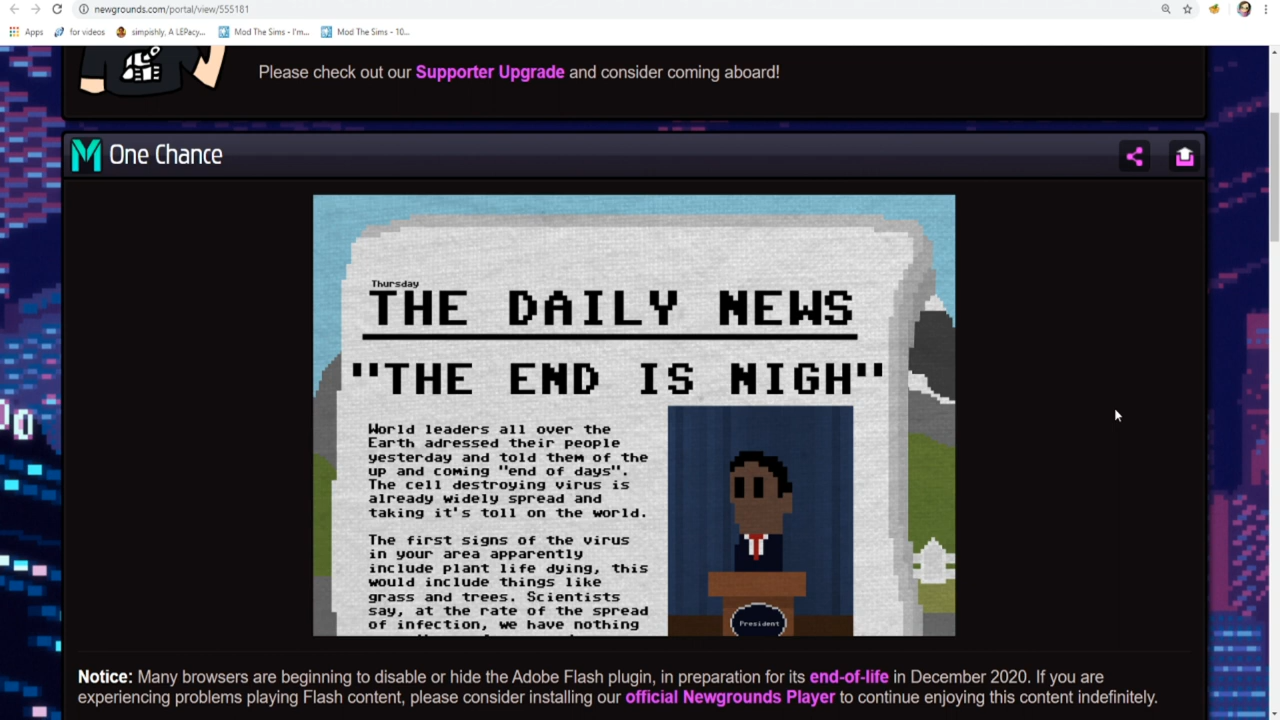 newgrounds.com/portal/view/555181
Apps for videos simpishly, A LEPacy... Mod The Sims - I'm... Mod The Sims - 10...
Please check out our Supporter Upgrade and consider coming aboard!
One Chance
Thursday
THE DAILY NEWS
"THE END IS NIGH"
World leaders all over the
Earth adressed their people
yesterday and told them of the
up and coming "end of days".
The cell destroying virus is
already widely spread and
taking it's toll on the world.
The first signs of the virus
in your area apparently
include plant life dying, this
would include things like
grass and trees. Scientists
say, at the rate of the spread
of infection, we have nothing
President
Notice: Many browsers are beginning to disable or hide the Adobe Flash plugin, in preparation for its end-of-life in December 2020. If you are
experiencing problems playing Flash content, please consider installing our official Newgrounds Player to continue enjoying this content indefinitely.